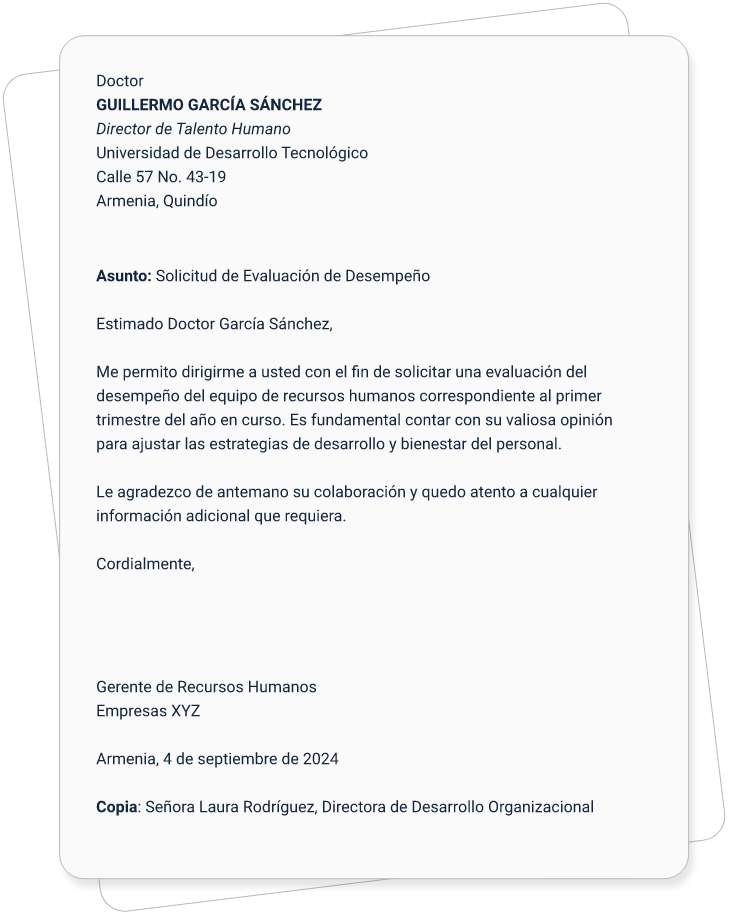 Doctor
GUILLERMO GARCÍA SÁNCHEZ
Director de Talento Humano
Universidad de Desarrollo Tecnológico
Calle 57 No. 43-19
Armenia, Quindío
Asunto: Solicitud de Evaluación de Desempeño
Estimado Doctor García Sánchez,
Me permito dirigirme a usted con el fin de solicitar una evaluación del
desempeño del equipo de recursos humanos correspondiente al primer
trimestre del año en curso. Es fundamental contar con su valiosa opinión
para ajustar las estrategias de desarrollo y bienestar del personal.
Le agradezco de antemano su colaboración y quedo atento a cualquier
información adicional que requiera.
Cordialmente,
Gerente de Recursos Humanos
Empresas XYZ
Armenia, 4 de septiembre de 2024
Copia: Señora Laura Rodríguez, Directora de Desarrollo Organizacional